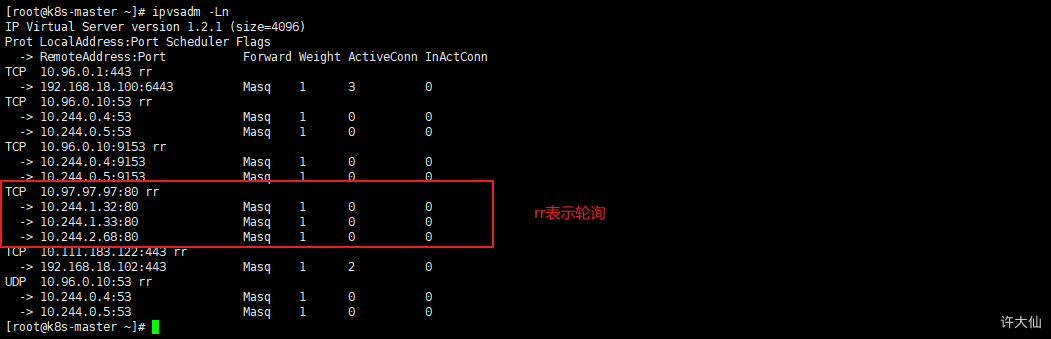 [root@k8s-master ~]# ipvsadm -Ln
IP Virtual Server version 1.2.1 (size=4096)
Prot LocalAddress:Port Scheduler Flags
  -> RemoteAddress:Port           Forward Weight ActiveConn InActConn
TCP  10.96.0.1:443 rr
  -> 192.168.18.100:6443          Masq    1      3          0
TCP  10.96.0.10:53 rr
  -> 10.244.0.4:53                Masq    1      0          0
  -> 10.244.0.5:53                Masq    1      0          0
TCP  10.96.0.10:9153 rr
  -> 10.244.0.4:9153              Masq    1      0          0
  -> 10.244.0.5:9153              Masq    1      0          0
TCP  10.97.97.97:80 rr
  -> 10.244.1.32:80               Masq    1      0          0
  -> 10.244.1.33:80               Masq    1      0          0
  -> 10.244.2.68:80               Masq    1      0          0
rr表示轮询
TCP  10.111.183.122:443 rr
  -> 192.168.18.102:443           Masq    1      2          0
UDP  10.96.0.10:53 rr
  -> 10.244.0.4:53                Masq    1      0          0
  -> 10.244.0.5:53                Masq    1      0          0
[root@k8s-master ~]#
许大仙